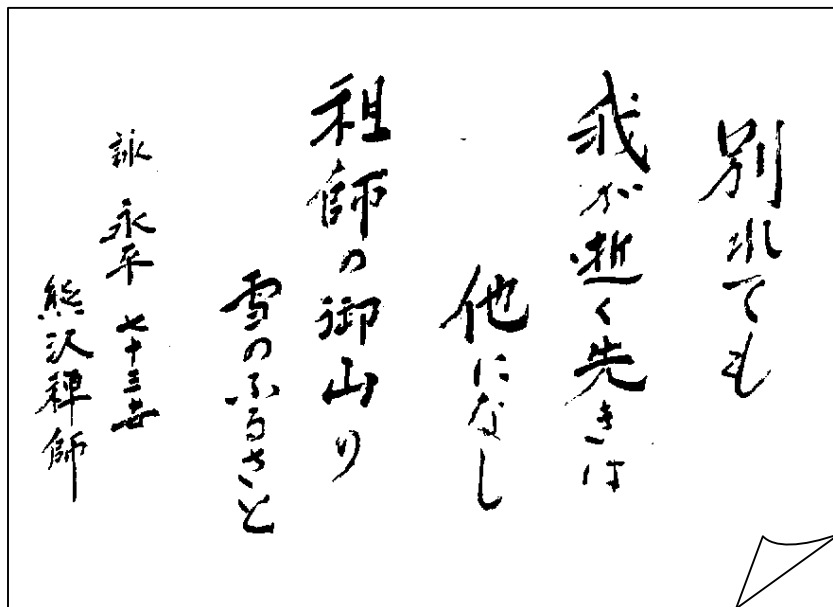 別れても
我が逝く先きは
他になし
祖師の御山の
雪のふるさと
詠 永平 七十三世
熊沢禅師